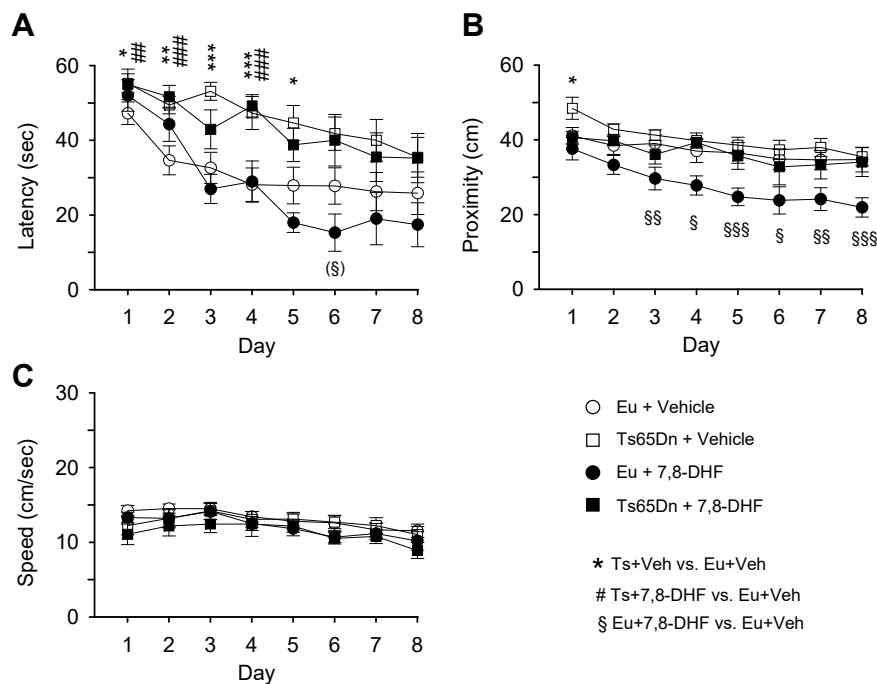 A
* ## ** ### *** *** ### *
60
40
20
0
Latency (sec)
(§)
1 2 3 4 5 6 7 8
Day
B
*
60
40
20
0
Proximity (cm)
§§ § §§§ § §§ §§§
1 2 3 4 5 6 7 8
Day
C
30
20
10
0
Speed (cm/sec)
1 2 3 4 5 6 7 8
Day
Eu + Vehicle
Ts65Dn + Vehicle
Eu + 7,8-DHF
Ts65Dn + 7,8-DHF
* Ts+Veh vs. Eu+Veh
# Ts+7,8-DHF vs. Eu+Veh
§ Eu+7,8-DHF vs. Eu+Veh